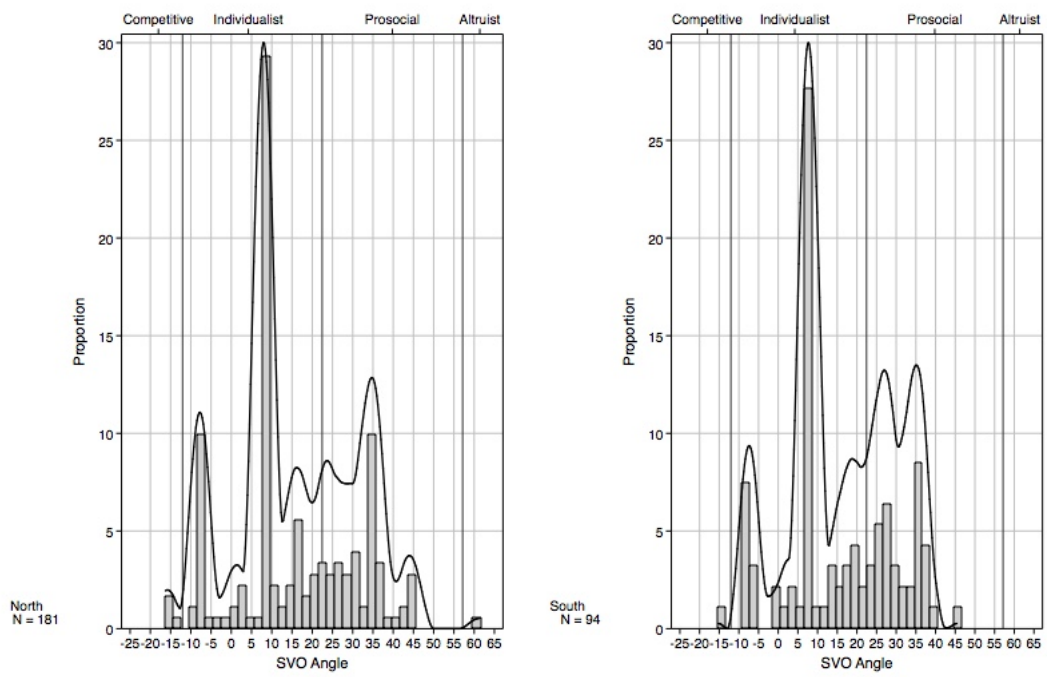 Competitive Individualist Prosocial Altruist
30
25
20
15
10
5
0
Proportion
-25-20-15-10 -5 0 5 10 15 20 25 30 35 40 45 50 55 60 65
SVO Angle
North
N = 181
Competitive Individualist Prosocial Altruist
30
25
20
15
10
5
0
Proportion
-25-20-15-10 -5 0 5 10 15 20 25 30 35 40 45 50 55 60 65
SVO Angle
South
N = 94